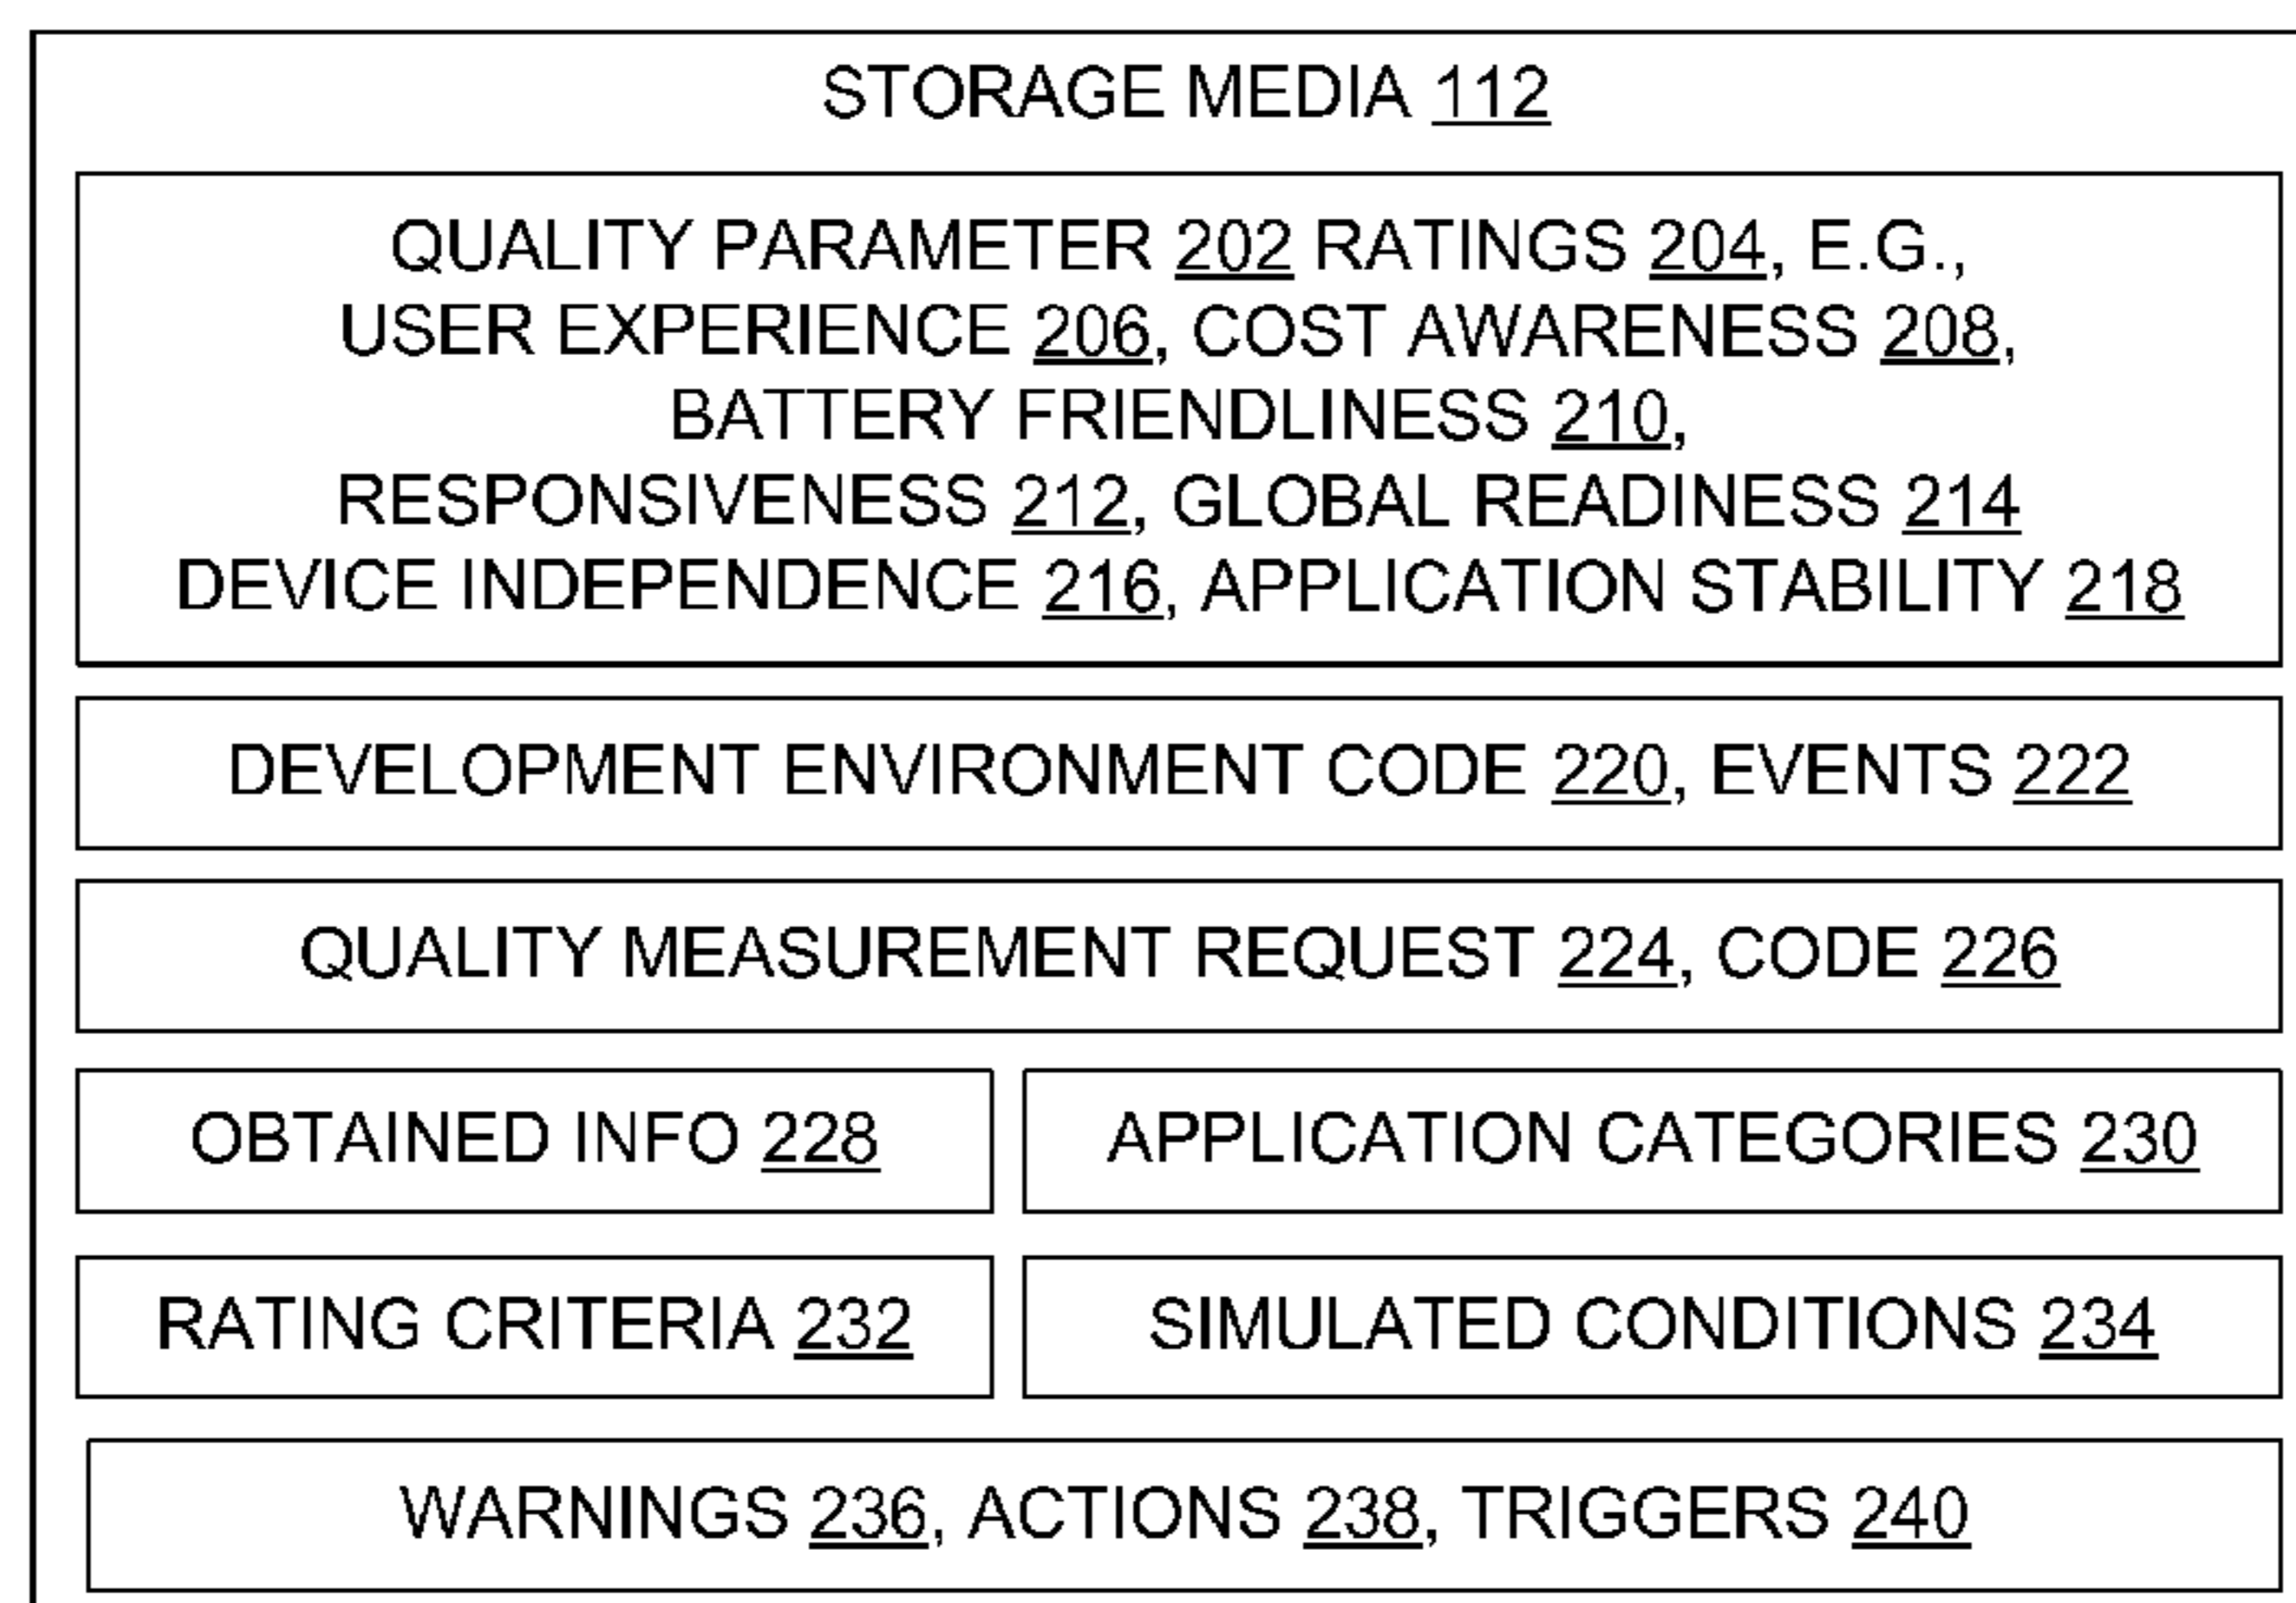 STORAGE MEDIA 112
QUALITY PARAMETER 202 RATINGS 204, E.G.,
USER EXPERIENCE 206, COST AWARENESS 208,
BATTERY FRIENDLINESS 210,
RESPONSIVENESS 212, GLOBAL READINESS 214
DEVICE INDEPENDENCE 216, APPLICATION STABILITY 218
DEVELOPMENT ENVIRONMENT CODE 220, EVENTS 222
QUALITY MEASUREMENT REQUEST 224, CODE 226
OBTAINED INFO 228
APPLICATION CATEGORIES 230
RATING CRITERIA 232
SIMULATED CONDITIONS 234
WARNINGS 236, ACTIONS 238, TRIGGERS 240